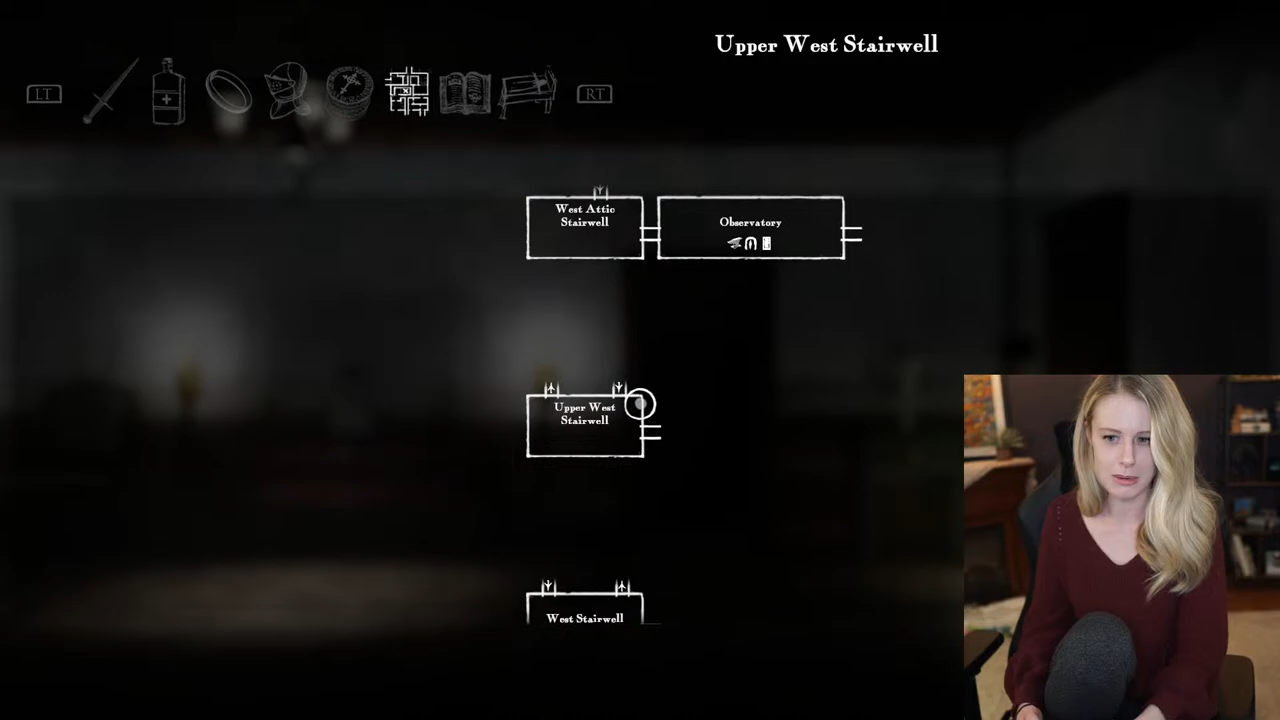 Upper West Stairwell
LT
RT
West Attic
Stairwell
Observatory
Upper West
Stairwell
West Stairwell